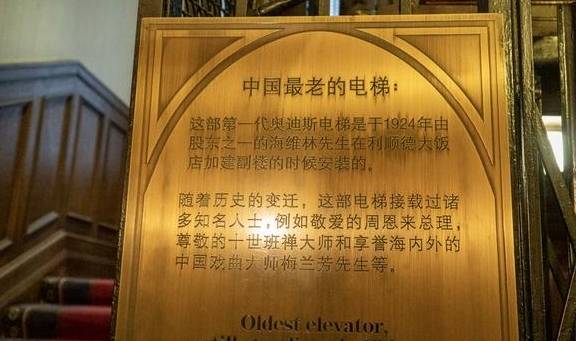 中国最老的电梯：
这部第一代奥迪斯电梯是于1924年由
股东之一的海维林先生在利顺德大饭
店加建副楼的时候安装的。
随着历史的变迁，这部电梯接载过诸
多知名人士，例如敬爱的周恩来总理，
尊敬的十世班禅大师和享誉海内外的
中国戏曲大师梅兰芳先生等。
Oldest elevator,